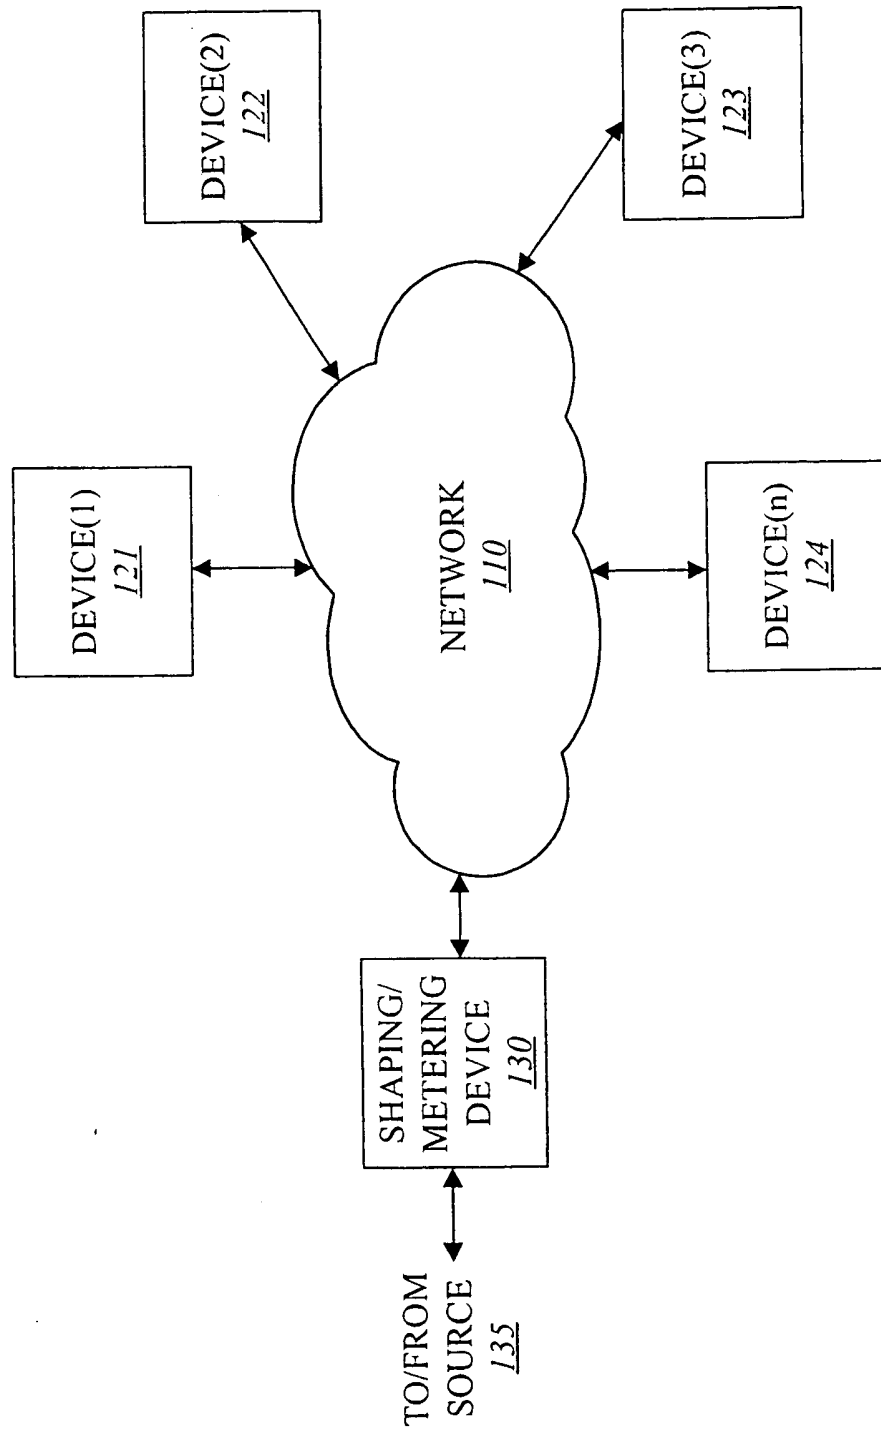 DEVICE(1)
121
DEVICE(2)
122
TO/FROM
SOURCE
135
SHAPING/
METERING
DEVICE
130
NETWORK
110
DEVICE(n)
124
DEVICE(3)
123